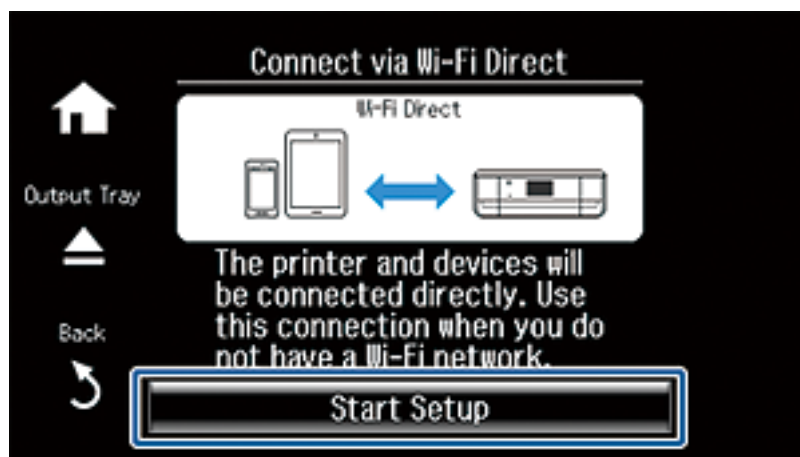 Connect via Wi-Fi Direct
Wi-Fi Direct
Output Tray
The printer and devices will
be connected directly. Use
this connection when you do
not have a Wi-Fi network.
Back
Start Setup